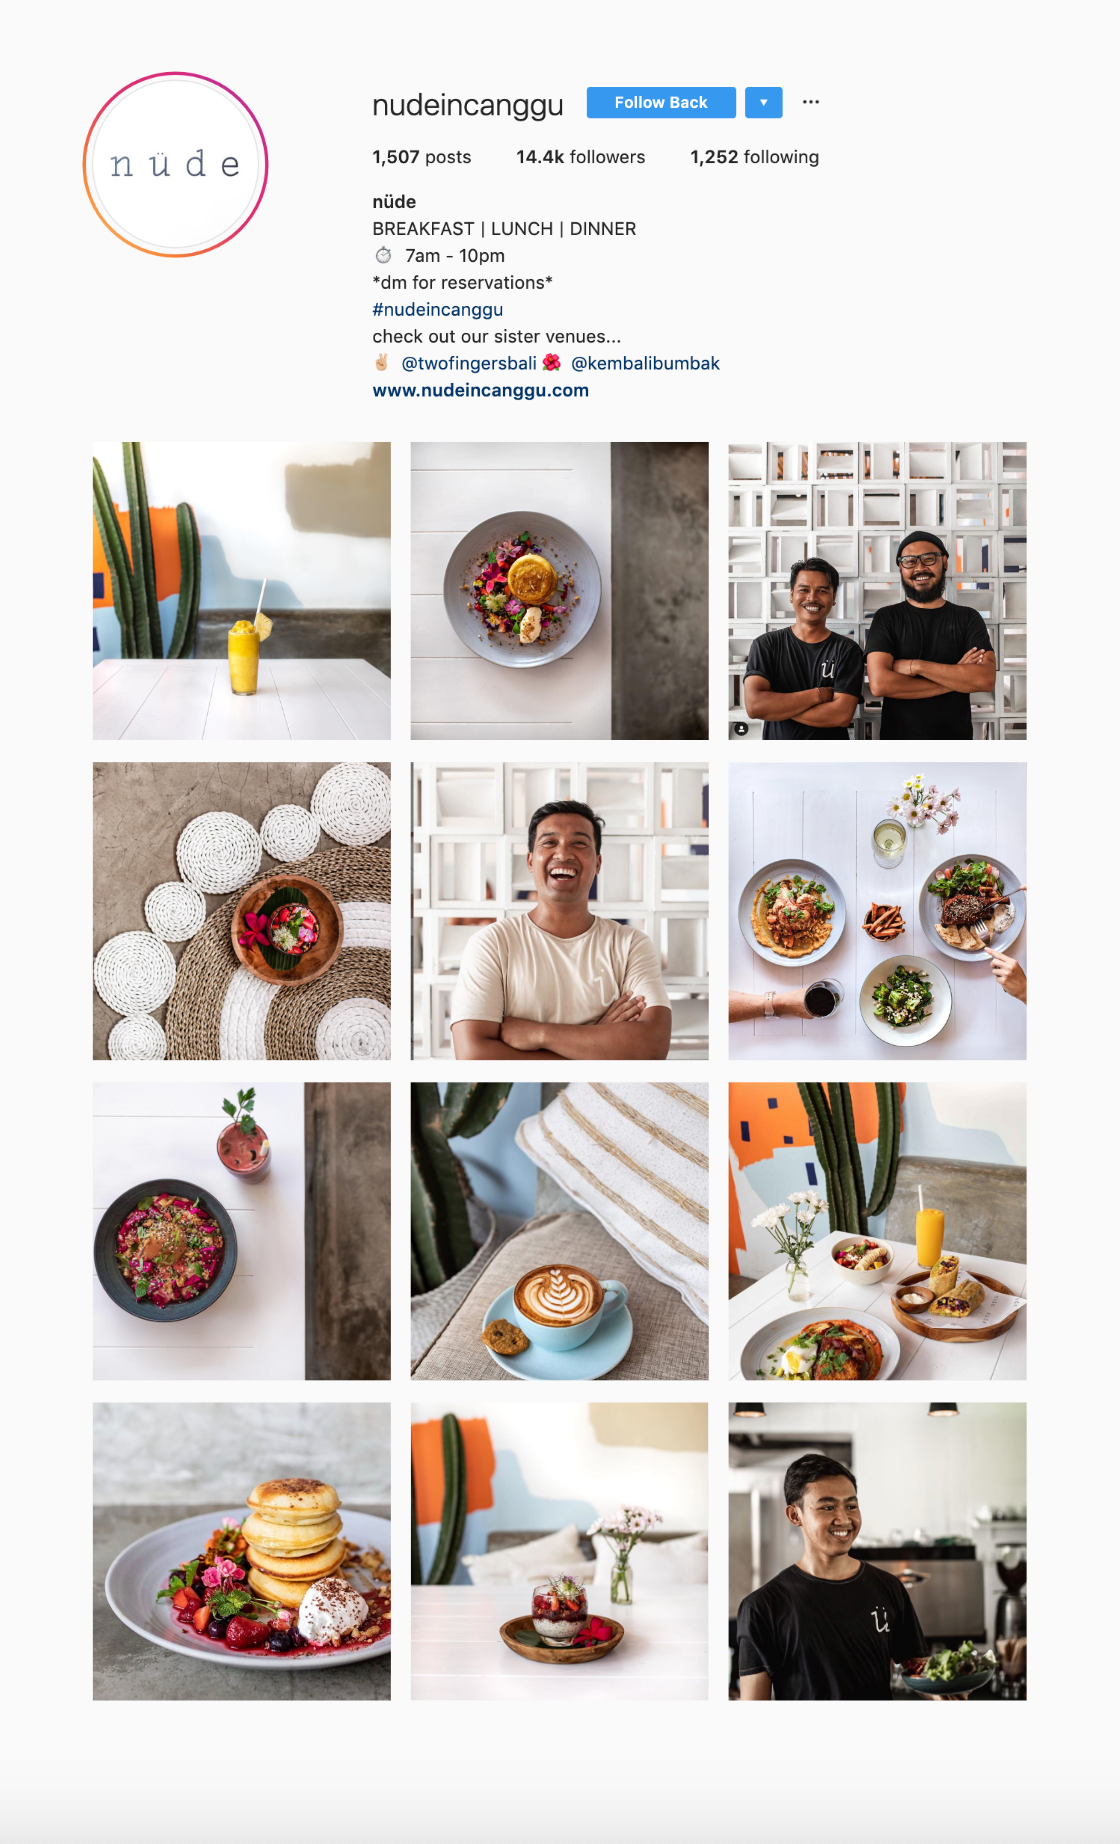 nüde
nudeincanggu Follow Back
1,507 posts 14.4k followers 1,252 following
nüde
BREAKFAST | LUNCH | DINNER
7am - 10pm
*dm for reservations*
#nudeincanggu
check out our sister venues...
✌🏼 @twofingersbali 🌺 @kembalibumbak
www.nudeincanggu.com
ü
ü